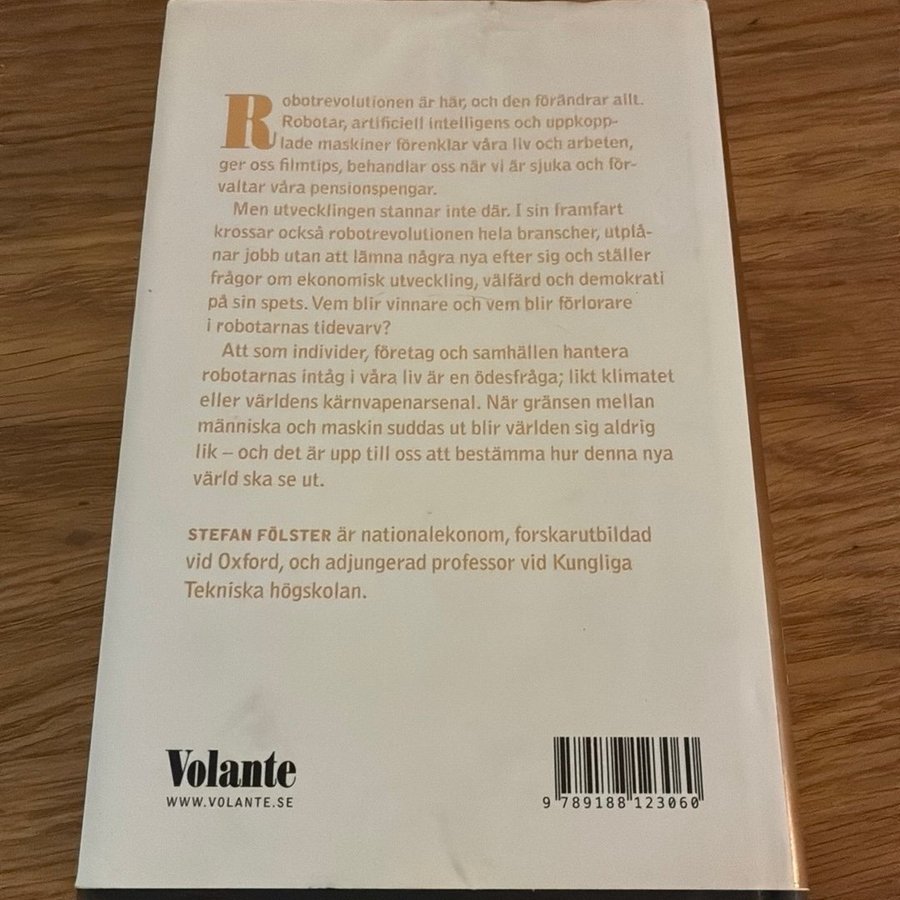 Robotrevolutionen är här, och den förändrar allt.
Robotar, artificiell intelligens och uppkopp-
lade maskiner förenklar våra liv och arbeten,
ger oss filmtips, behandlar oss när vi är sjuka och för-
valtar våra pensionspengar.
Men utvecklingen stannar inte där. I sin framfart
krossar också robotrevolutionen hela branscher, utplå-
nar jobb utan att lämna några nya efter sig och ställer
frågor om ekonomisk utveckling, välfärd och demokrati
på sin spets. Vem blir vinnare och vem blir förlorare
i robotarnas tidevarv?
Att som individer, företag och samhällen hantera
robotarnas intåg i våra liv är en ödesfråga; likt klimatet
eller världens kärnvapenarsenal. När gränsen mellan
människa och maskin suddas ut blir världen sig aldrig
lik – och det är upp till oss att bestämma hur denna nya
värld ska se ut.
STEFAN FÖLSTER är nationalekonom, forskarutbildad
vid Oxford, och adjungerad professor vid Kungliga
Tekniska högskolan.
Volante
WWW.VOLANTE.SE
9 789188 123060